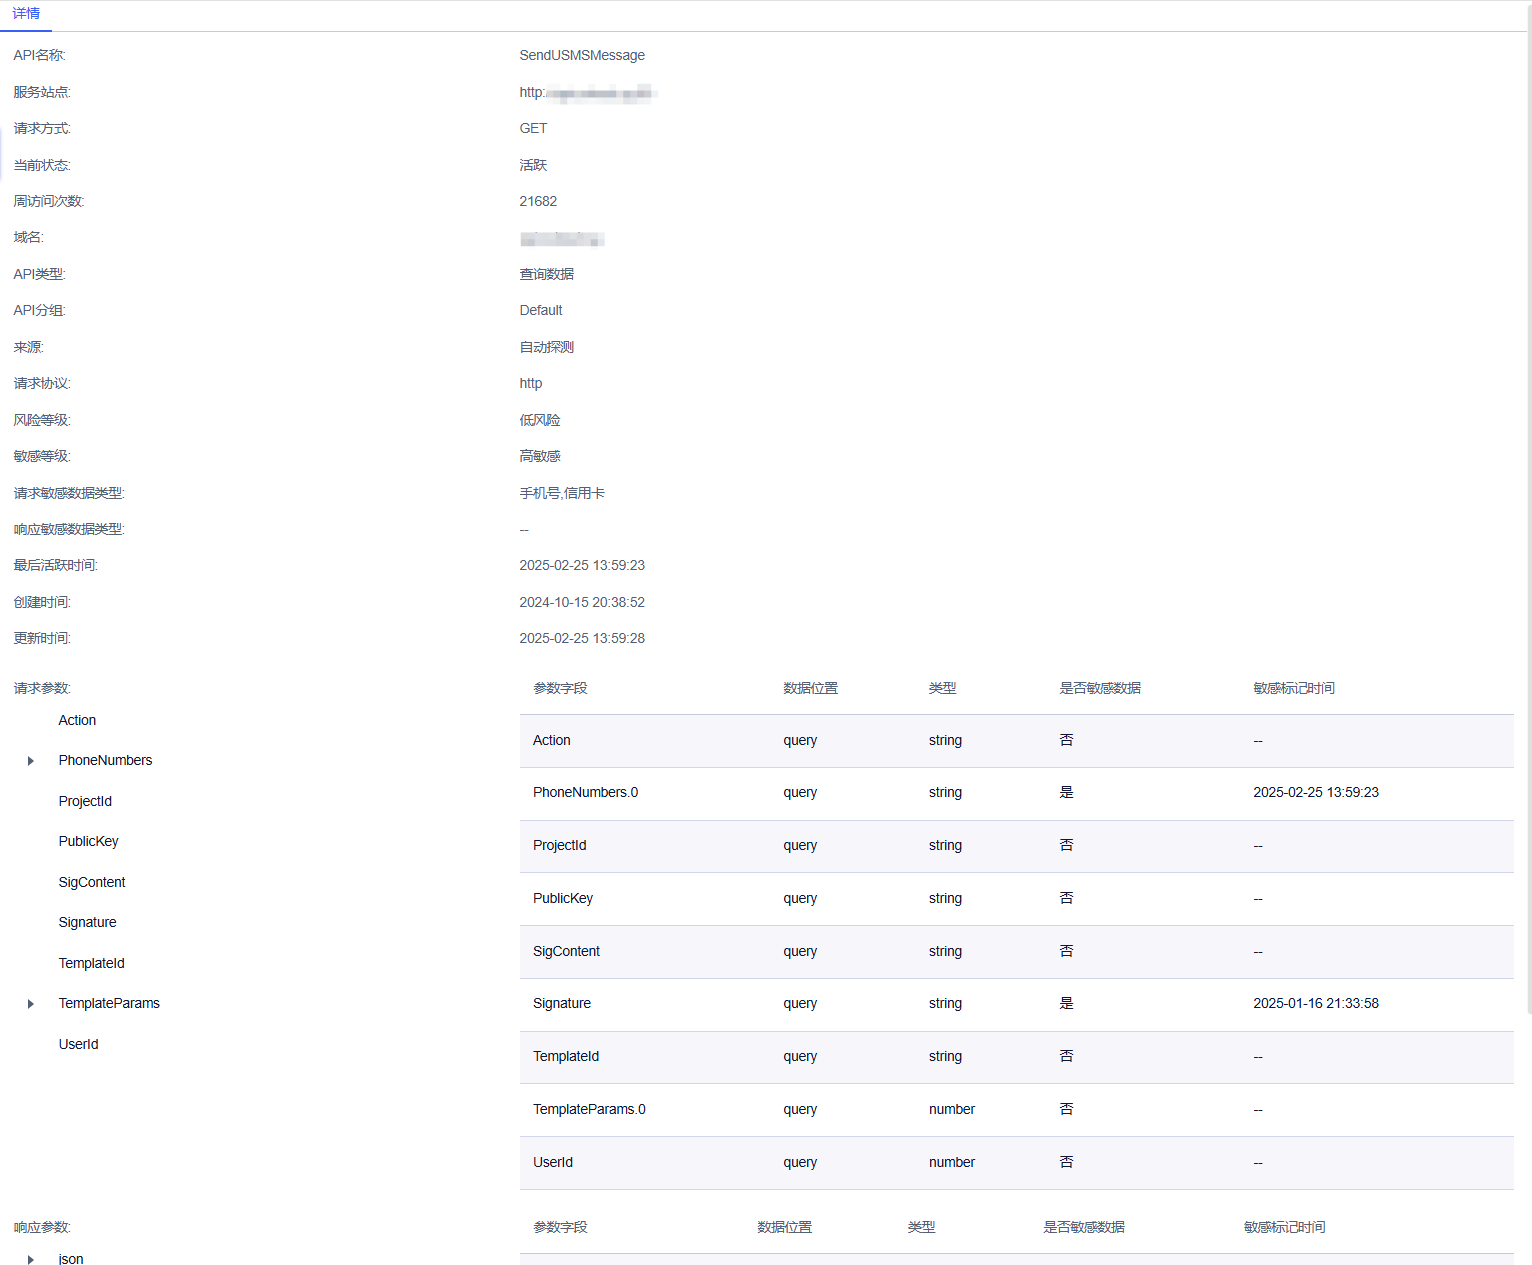 详情
API名称: SendUSMSMessage
服务站点: http:
请求方式: GET
当前状态: 活跃
周访问次数: 21682
域名:
API类型: 查询数据
API分组: Default
来源: 自动探测
请求协议: http
风险等级: 低风险
敏感等级: 高敏感
请求敏感数据类型: 手机号,信用卡
响应敏感数据类型: --
最后活跃时间: 2025-02-25 13:59:23
创建时间: 2024-10-15 20:38:52
更新时间: 2025-02-25 13:59:28
请求参数:
Action
PhoneNumbers
ProjectId
PublicKey
SigContent
Signature
TemplateId
TemplateParams
UserId
参数字段 数据位置 类型 是否敏感数据 敏感标记时间
Action query string 否 --
PhoneNumbers.0 query string 是 2025-02-25 13:59:23
ProjectId query string 否 --
PublicKey query string 否 --
SigContent query string 否 --
Signature query string 是 2025-01-16 21:33:58
TemplateId query string 否 --
TemplateParams.0 query number 否 --
UserId query number 否 --
响应参数:
json
参数字段 数据位置 类型 是否敏感数据 敏感标记时间